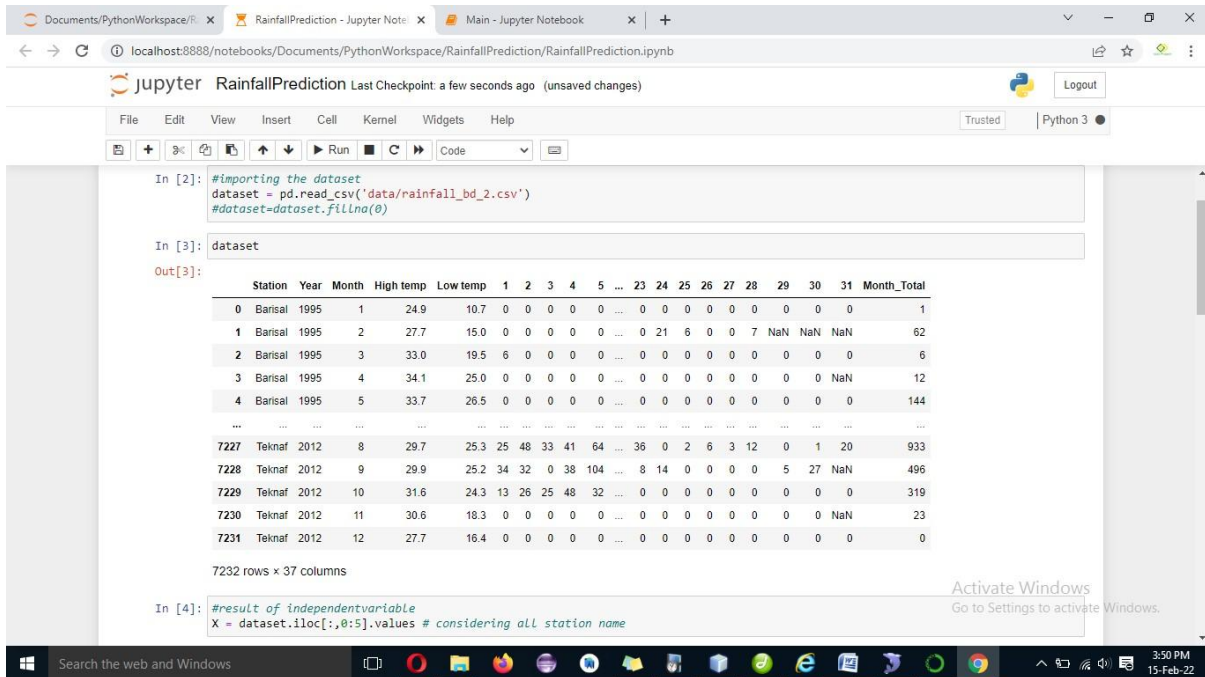 Documents/PythonWorkspace/R RainfallPrediction - Jupyter Note Main - Jupyter Notebook
localhost:8888/notebooks/Documents/PythonWorkspace/RainfallPrediction/RainfallPrediction.ipynb
jupyter RainfallPrediction Last Checkpoint: a few seconds ago (unsaved changes) Logout
File Edit View Insert Cell Kernel Widgets Help Trusted Python 3
Run Code
In [2]: #importing the dataset
dataset = pd.read_csv('data/rainfall_bd_2.csv')
#dataset=dataset.fillna(0)
In [3]: dataset
Out[3]:
Station Year Month High temp Low temp 1 2 3 4 5 ... 23 24 25 26 27 28 29 30 31 Month_Total
0 Barisal 1995 1 24.9 10.7 0 0 0 0 0 ... 0 0 0 0 0 0 0 0 0 1
1 Barisal 1995 2 27.7 15.0 0 0 0 0 0 ... 0 21 6 0 0 7 NaN NaN NaN 62
2 Barisal 1995 3 33.0 19.5 6 0 0 0 0 ... 0 0 0 0 0 0 0 0 0 6
3 Barisal 1995 4 34.1 25.0 0 0 0 0 0 ... 0 0 0 0 0 0 0 0 NaN 12
4 Barisal 1995 5 33.7 26.5 0 0 0 0 0 ... 0 0 0 0 0 0 0 0 0 144
... ... ... ... ... ... ... ... ... ... ... ... ... ... ... ... ... ... ... ... ... ...
7227 Teknaf 2012 8 29.7 25.3 25 48 33 41 64 ... 36 0 2 6 3 12 0 1 20 933
7228 Teknaf 2012 9 29.9 25.2 34 32 0 38 104 ... 8 14 0 0 0 0 5 27 NaN 496
7229 Teknaf 2012 10 31.6 24.3 13 26 25 48 32 ... 0 0 0 0 0 0 0 0 0 319
7230 Teknaf 2012 11 30.6 18.3 0 0 0 0 0 ... 0 0 0 0 0 0 0 0 NaN 23
7231 Teknaf 2012 12 27.7 16.4 0 0 0 0 0 ... 0 0 0 0 0 0 0 0 0 0
7232 rows × 37 columns
Activate Windows
Go to Settings to activate Windows.
In [4]: #result of independentvariable
X = dataset.iloc[:,0:5].values # considering all station name
Search the web and Windows
3:50 PM
15-Feb-22